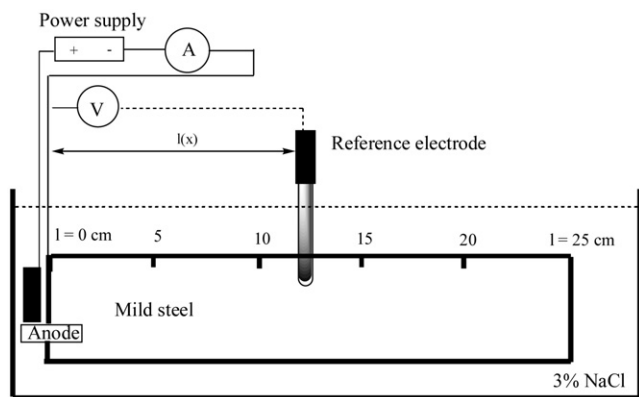 Power supply
+ -
A
V
l(x)
Reference electrode
l = 0 cm 5 10 15 20 l = 25 cm
Mild steel
Anode
3% NaCl